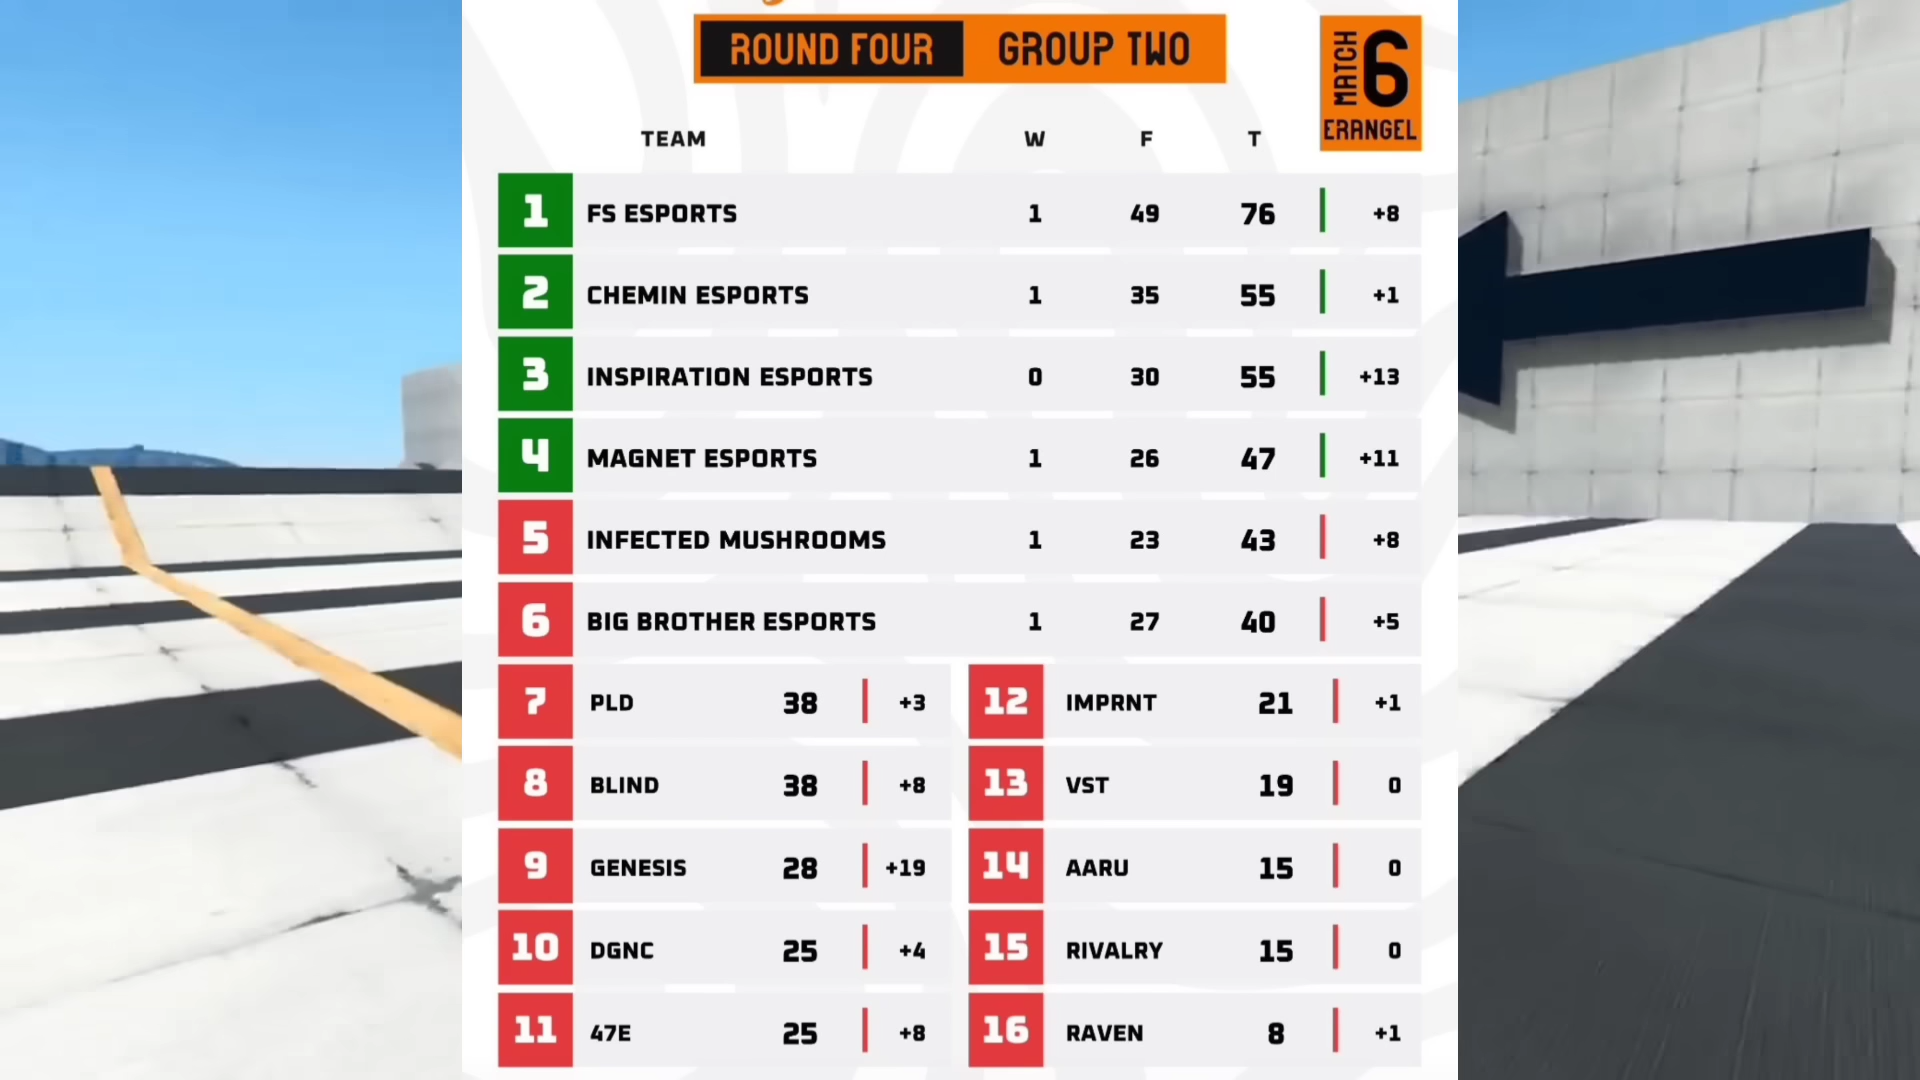 ROUND FOUR GROUP TWO
MATCH 6
ERANGEL
TEAM W F T
1 FS ESPORTS 1 49 76 +8
2 CHEMIN ESPORTS 1 35 55 +1
3 INSPIRATION ESPORTS 0 30 55 +13
4 MAGNET ESPORTS 1 26 47 +11
5 INFECTED MUSHROOMS 1 23 43 +8
6 BIG BROTHER ESPORTS 1 27 40 +5
7 PLD 38 +3
8 BLIND 38 +8
9 GENESIS 28 +19
10 DGNC 25 +4
11 47E 25 +8
12 IMPRNT 21 +1
13 VST 19 0
14 AARU 15 0
15 RIVALRY 15 0
16 RAVEN 8 +1